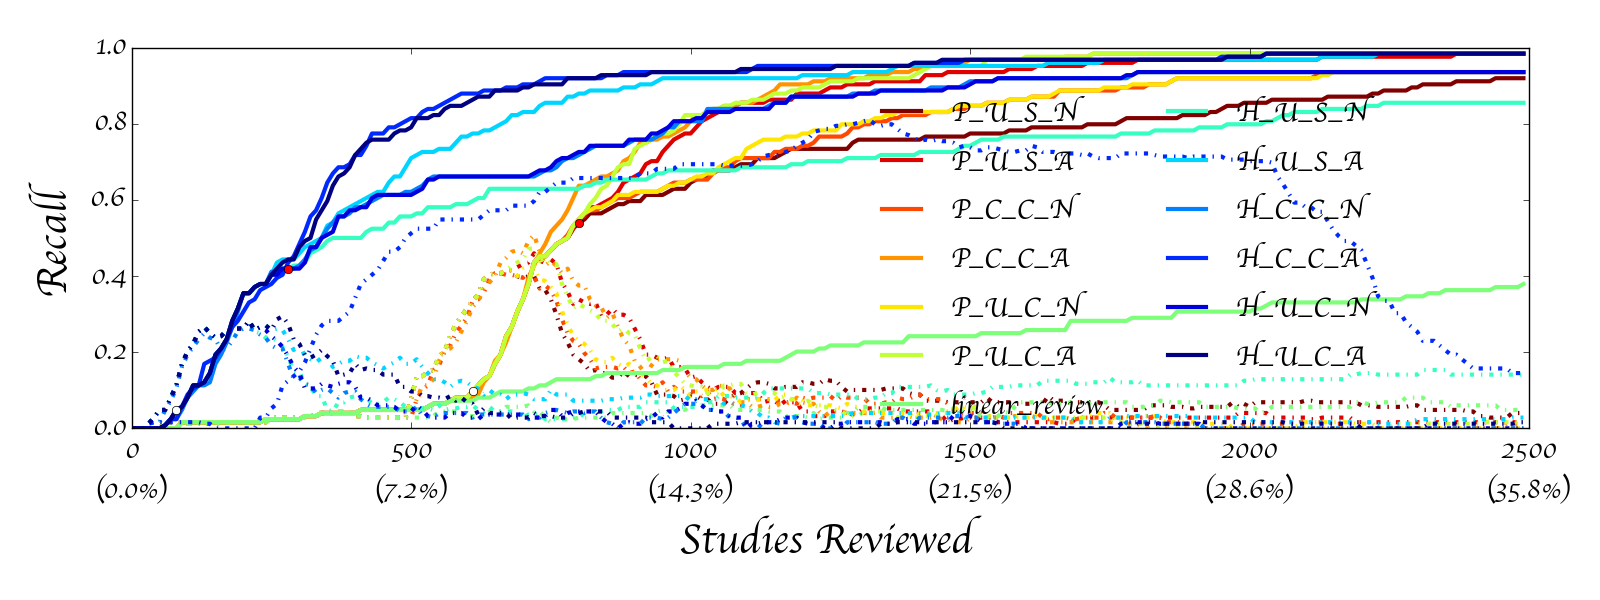 1.0
0.8
0.6
0.4
0.2
0.0
Recall
0 500 1000 1500 2000 2500
(0.0%) (7.2%) (14.3%) (21.5%) (28.6%) (35.8%)
Studies Reviewed
P_U_S_N H_U_S_N
P_U_S_A H_U_S_A
P_C_C_N H_C_C_N
P_C_C_A H_C_C_A
P_U_C_N H_U_C_N
P_U_C_A H_U_C_A
linear_review